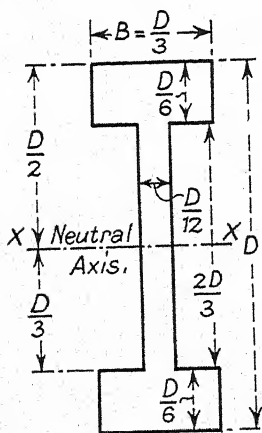 B = D/3
D/6
D/2
D/12
X Neutral Axis. X
D
D/3
2D/3
D/6